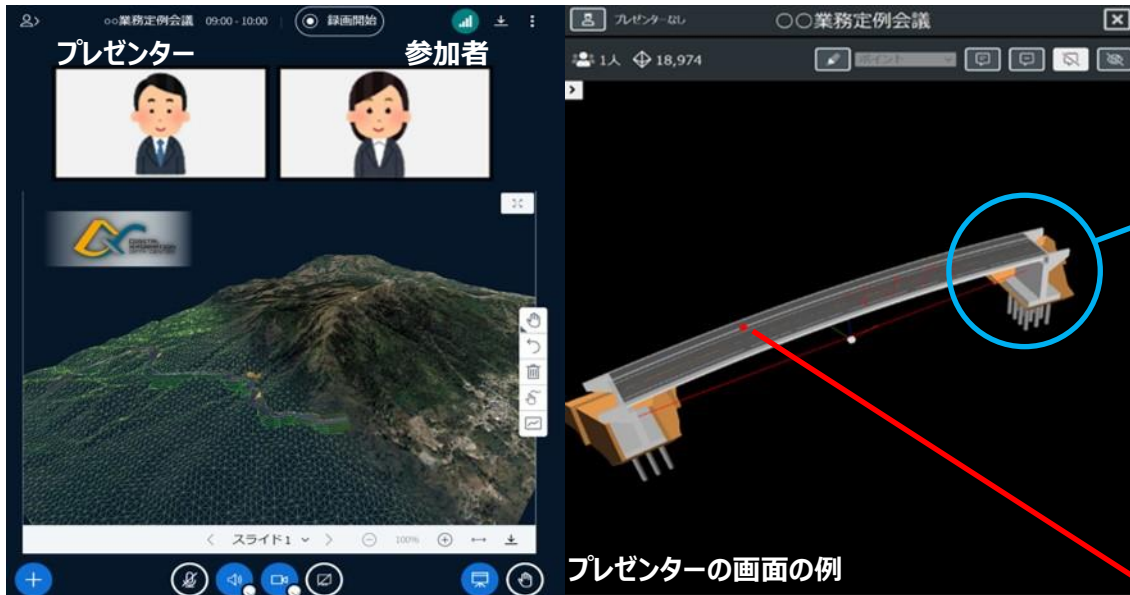 ○○業務定例会議 09:00 - 10:00 録画開始
プレゼンター 参加者
スライド1 100%
プレゼンターなし ○○業務定例会議
1人 18,974 ポイント
プレゼンターの画面の例